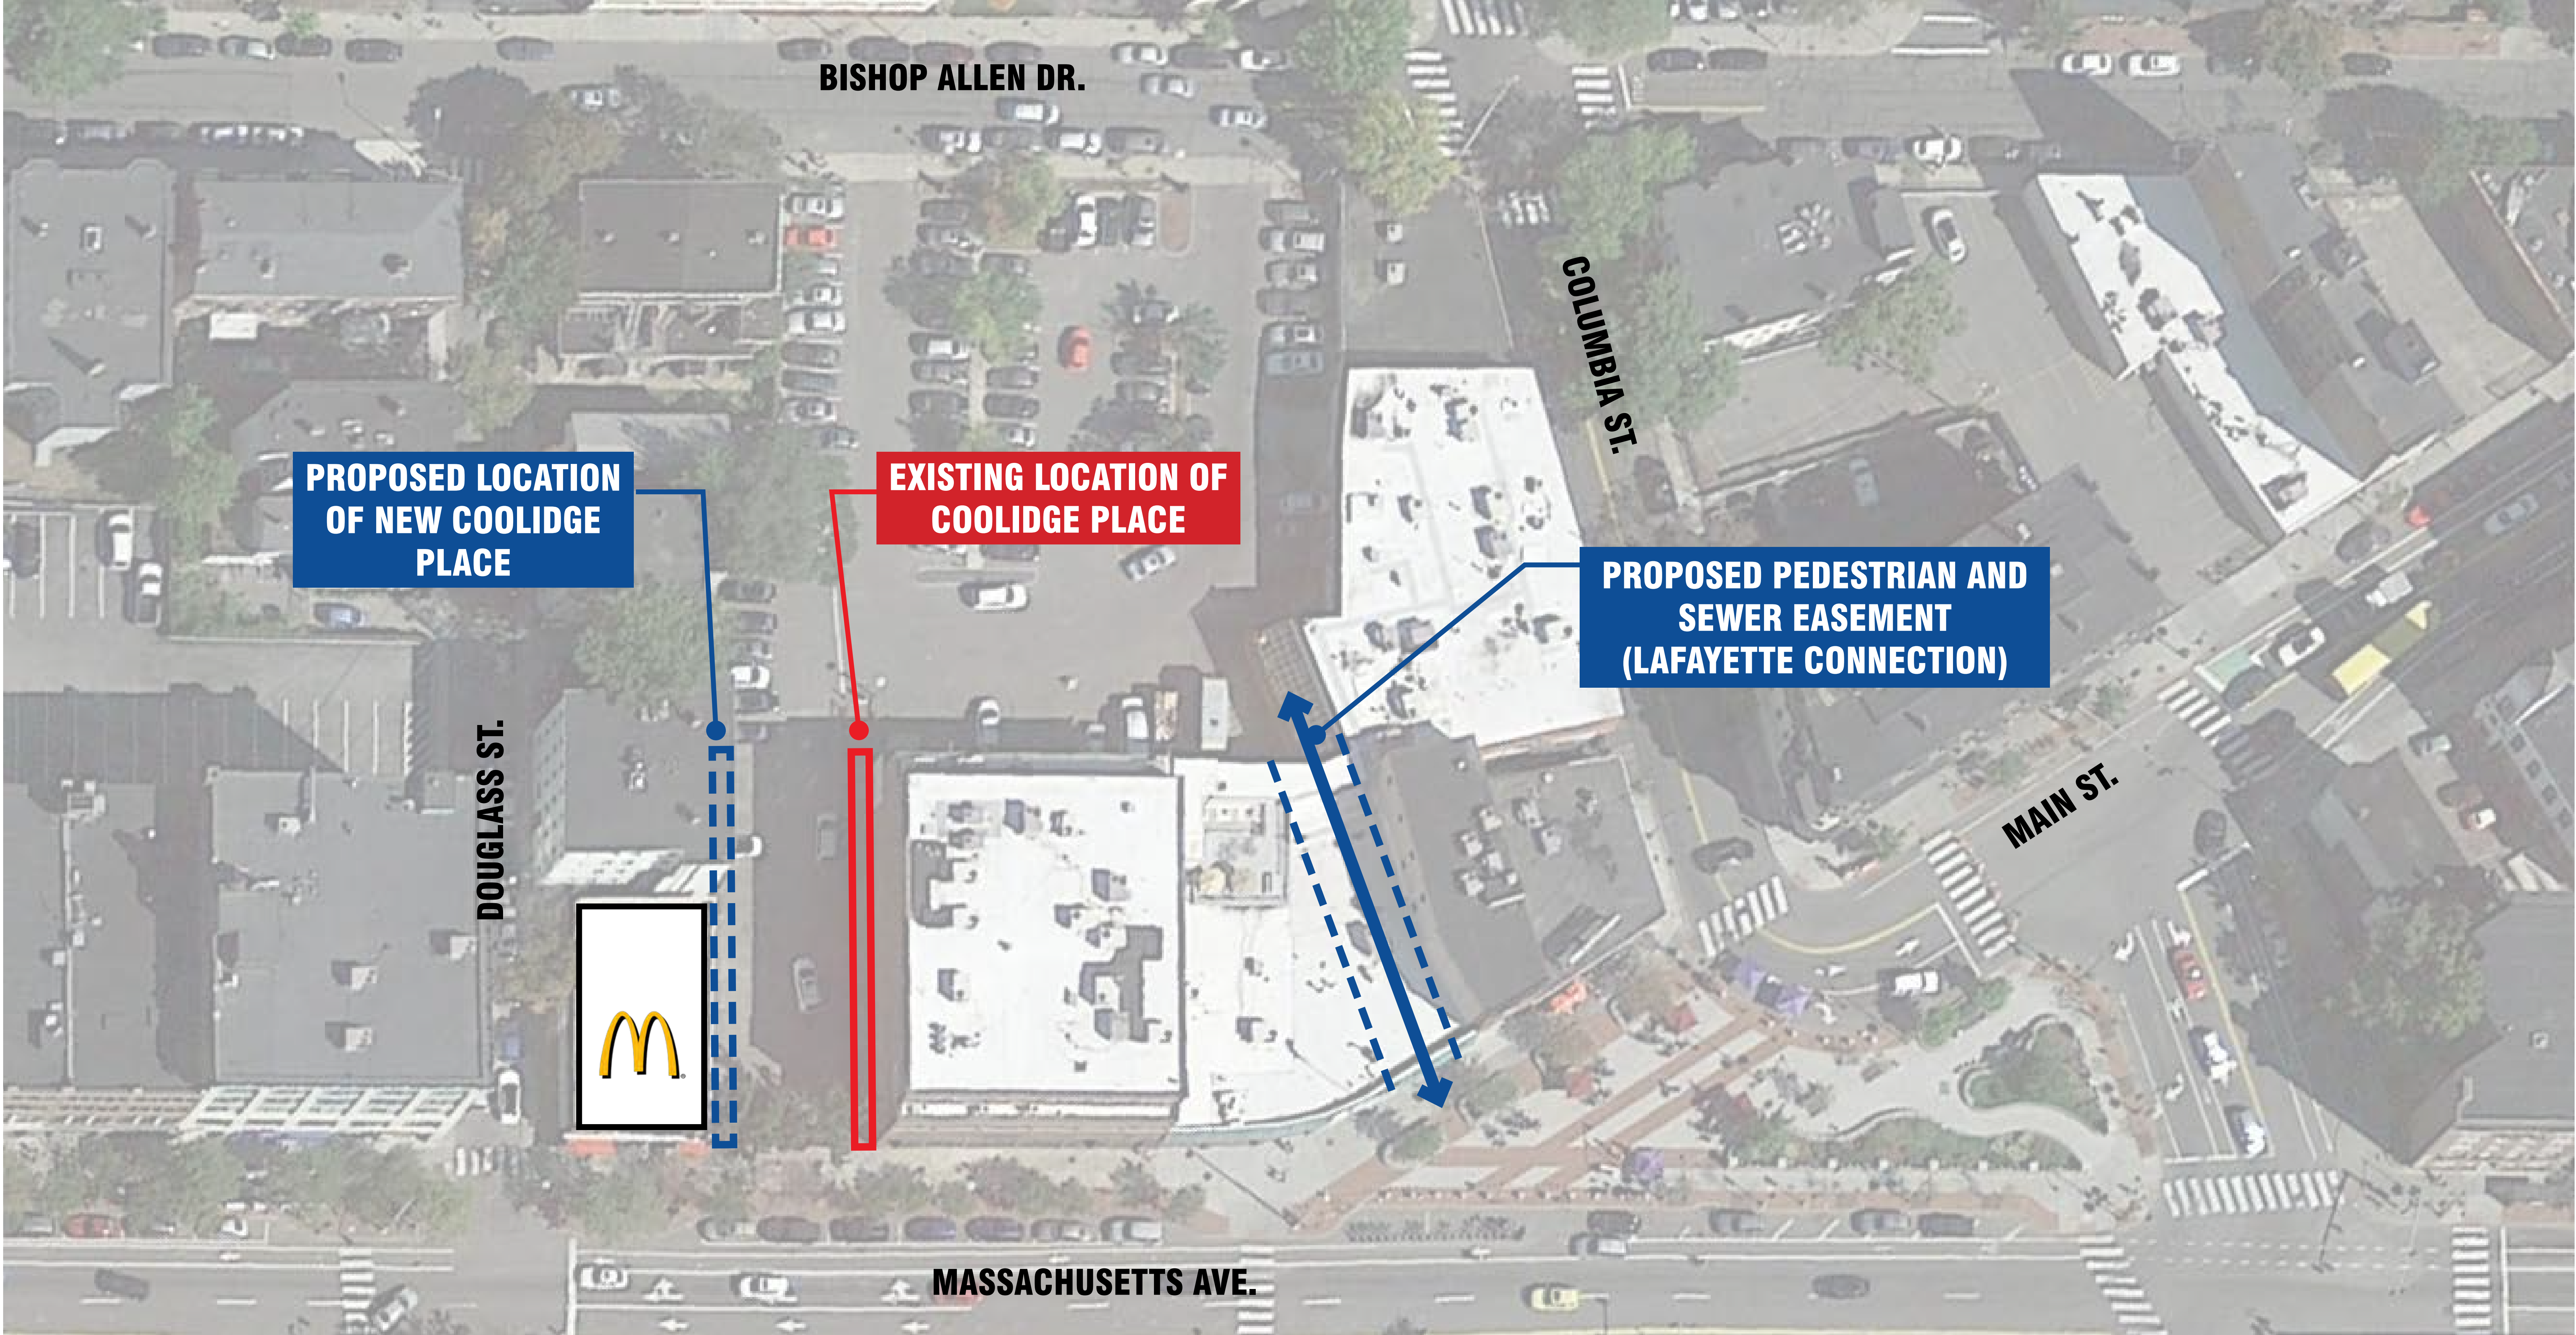 BISHOP ALLEN DR.
COLUMBIA ST.
PROPOSED LOCATION
OF NEW COOLIDGE
PLACE
EXISTING LOCATION OF
COOLIDGE PLACE
PROPOSED PEDESTRIAN AND
SEWER EASEMENT
(LAFAYETTE CONNECTION)
DOUGLASS ST.
MAIN ST.
M
MASSACHUSETTS AVE.